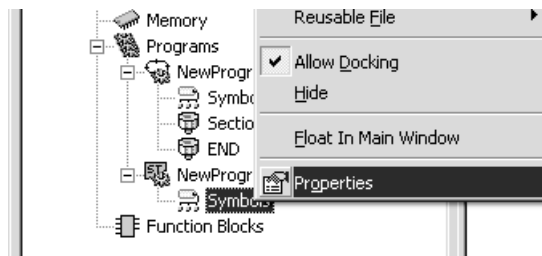 Memory
Programs
NewProgr
Symbo
Sectio
END
NewProgr
Symbols
Function Blocks
Reusable File
Allow Docking
Hide
Float In Main Window
Properties